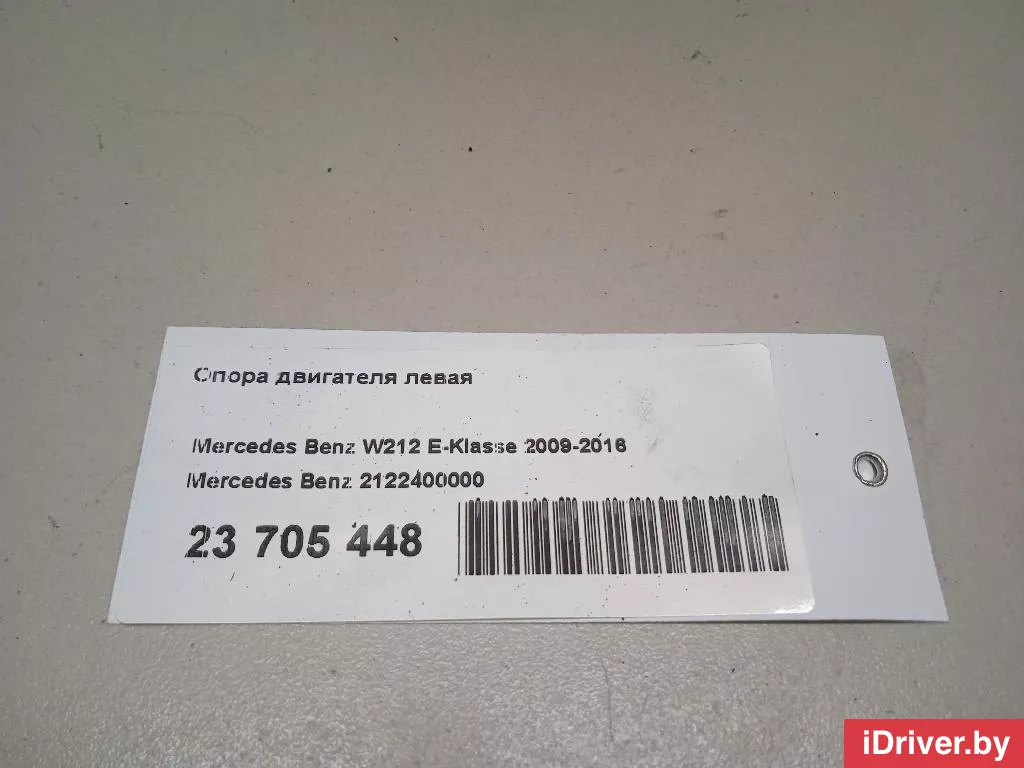 Опора двигателя левая
Mercedes Benz W212 E-Klasse 2009-2016
Mercedes Benz 2122400000
23 705 448
iDriver.by